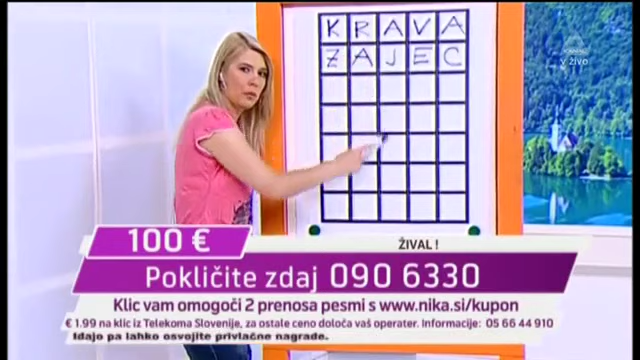 KRAVA
ZAJEC
v živo
100 €
ŽIVAL !
Pokličite zdaj 090 6330
Klic vam omogoči 2 prenosa pesmi s www.nika.si/kupon
€ 1.99 na klic iz Telekoma Slovenije, za ostale ceno določa vaš operater. Informacije: 05 66 44 910
Idajo pa lahko osvojite privlačne nagrade.